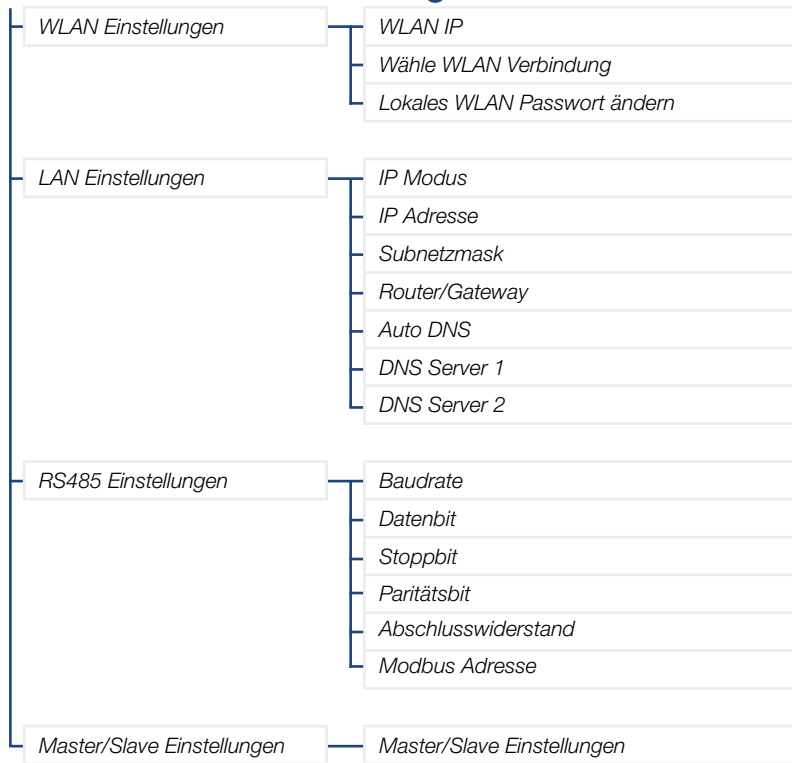 WLAN Einstellungen
WLAN IP
Wähle WLAN Verbindung
Lokales WLAN Passwort ändern
LAN Einstellungen
IP Modus
IP Adresse
Subnetzmask
Router/Gateway
Auto DNS
DNS Server 1
DNS Server 2
RS485 Einstellungen
Baudrate
Datenbit
Stoppbit
Paritätsbit
Abschlusswiderstand
Modbus Adresse
Master/Slave Einstellungen
Master/Slave Einstellungen